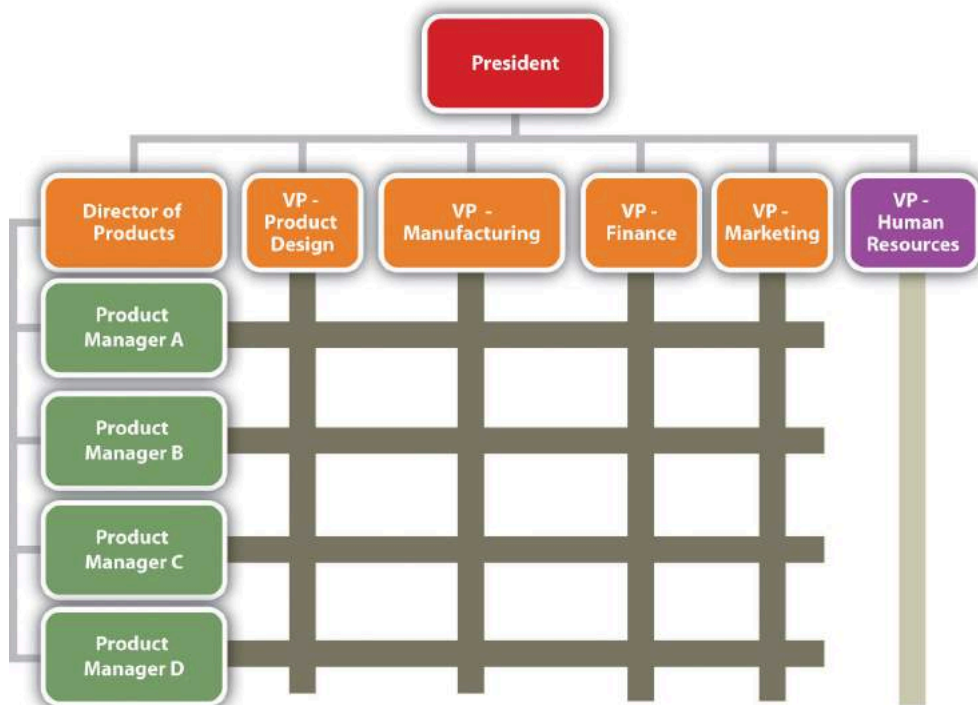 President
Director of
Products
VP -
Product
Design
VP -
Manufacturing
VP -
Finance
VP -
Marketing
VP -
Human
Resources
Product
Manager A
Product
Manager B
Product
Manager C
Product
Manager D